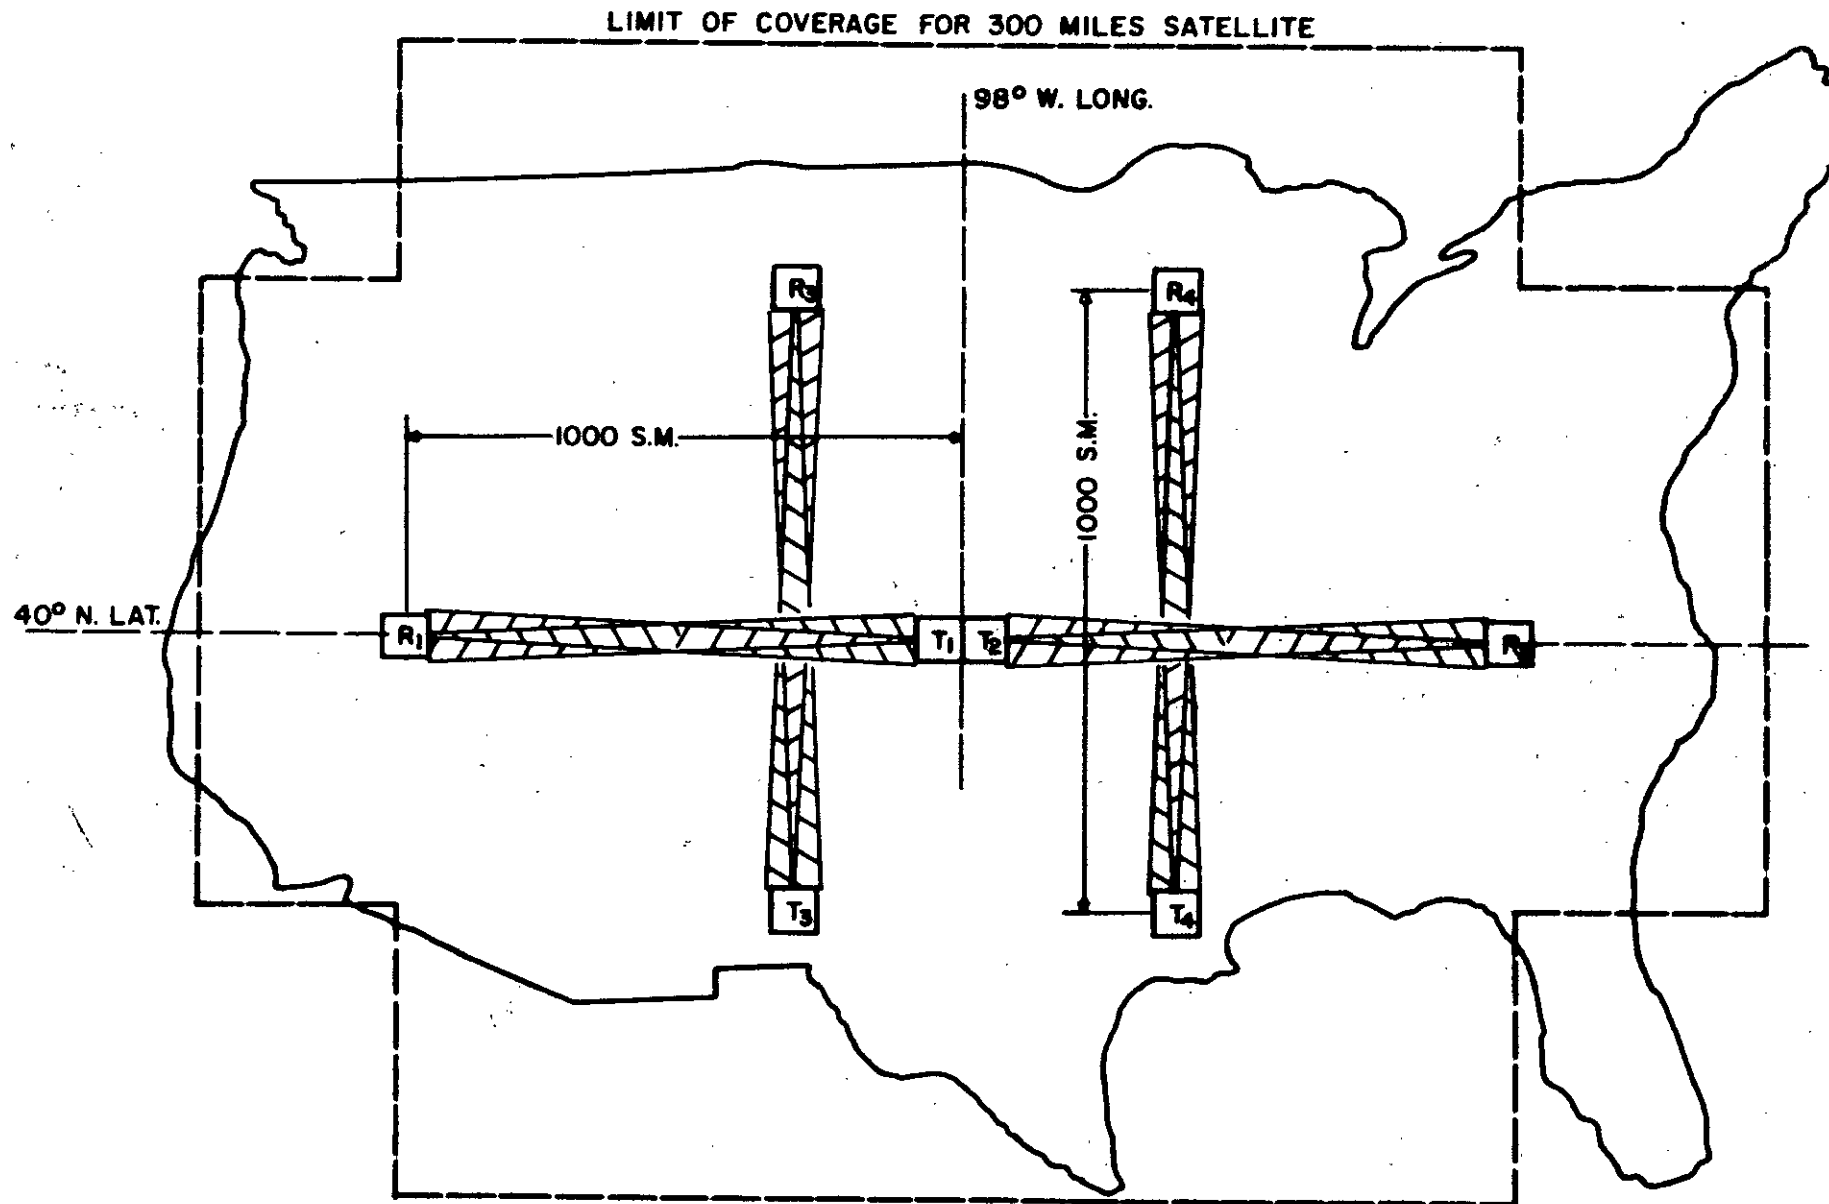 LIMIT OF COVERAGE FOR 300 MILES SATELLITE
98° W. LONG.
R3
R4
1000 S.M.
1000 S.M.
40° N. LAT.
R1
T1
T2
R
T3
T4